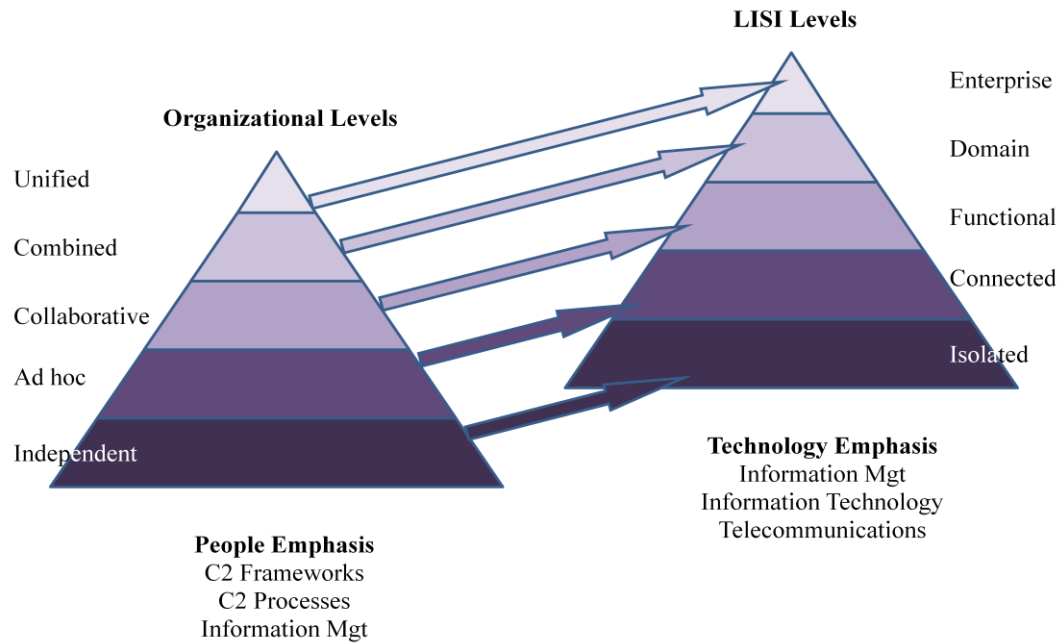 LISI Levels
Enterprise
Organizational Levels
Domain
Unified
Functional
Combined
Connected
Collaborative
Isolated
Ad hoc
Independent
Technology Emphasis
Information Mgt
Information Technology
Telecommunications
People Emphasis
C2 Frameworks
C2 Processes
Information Mgt